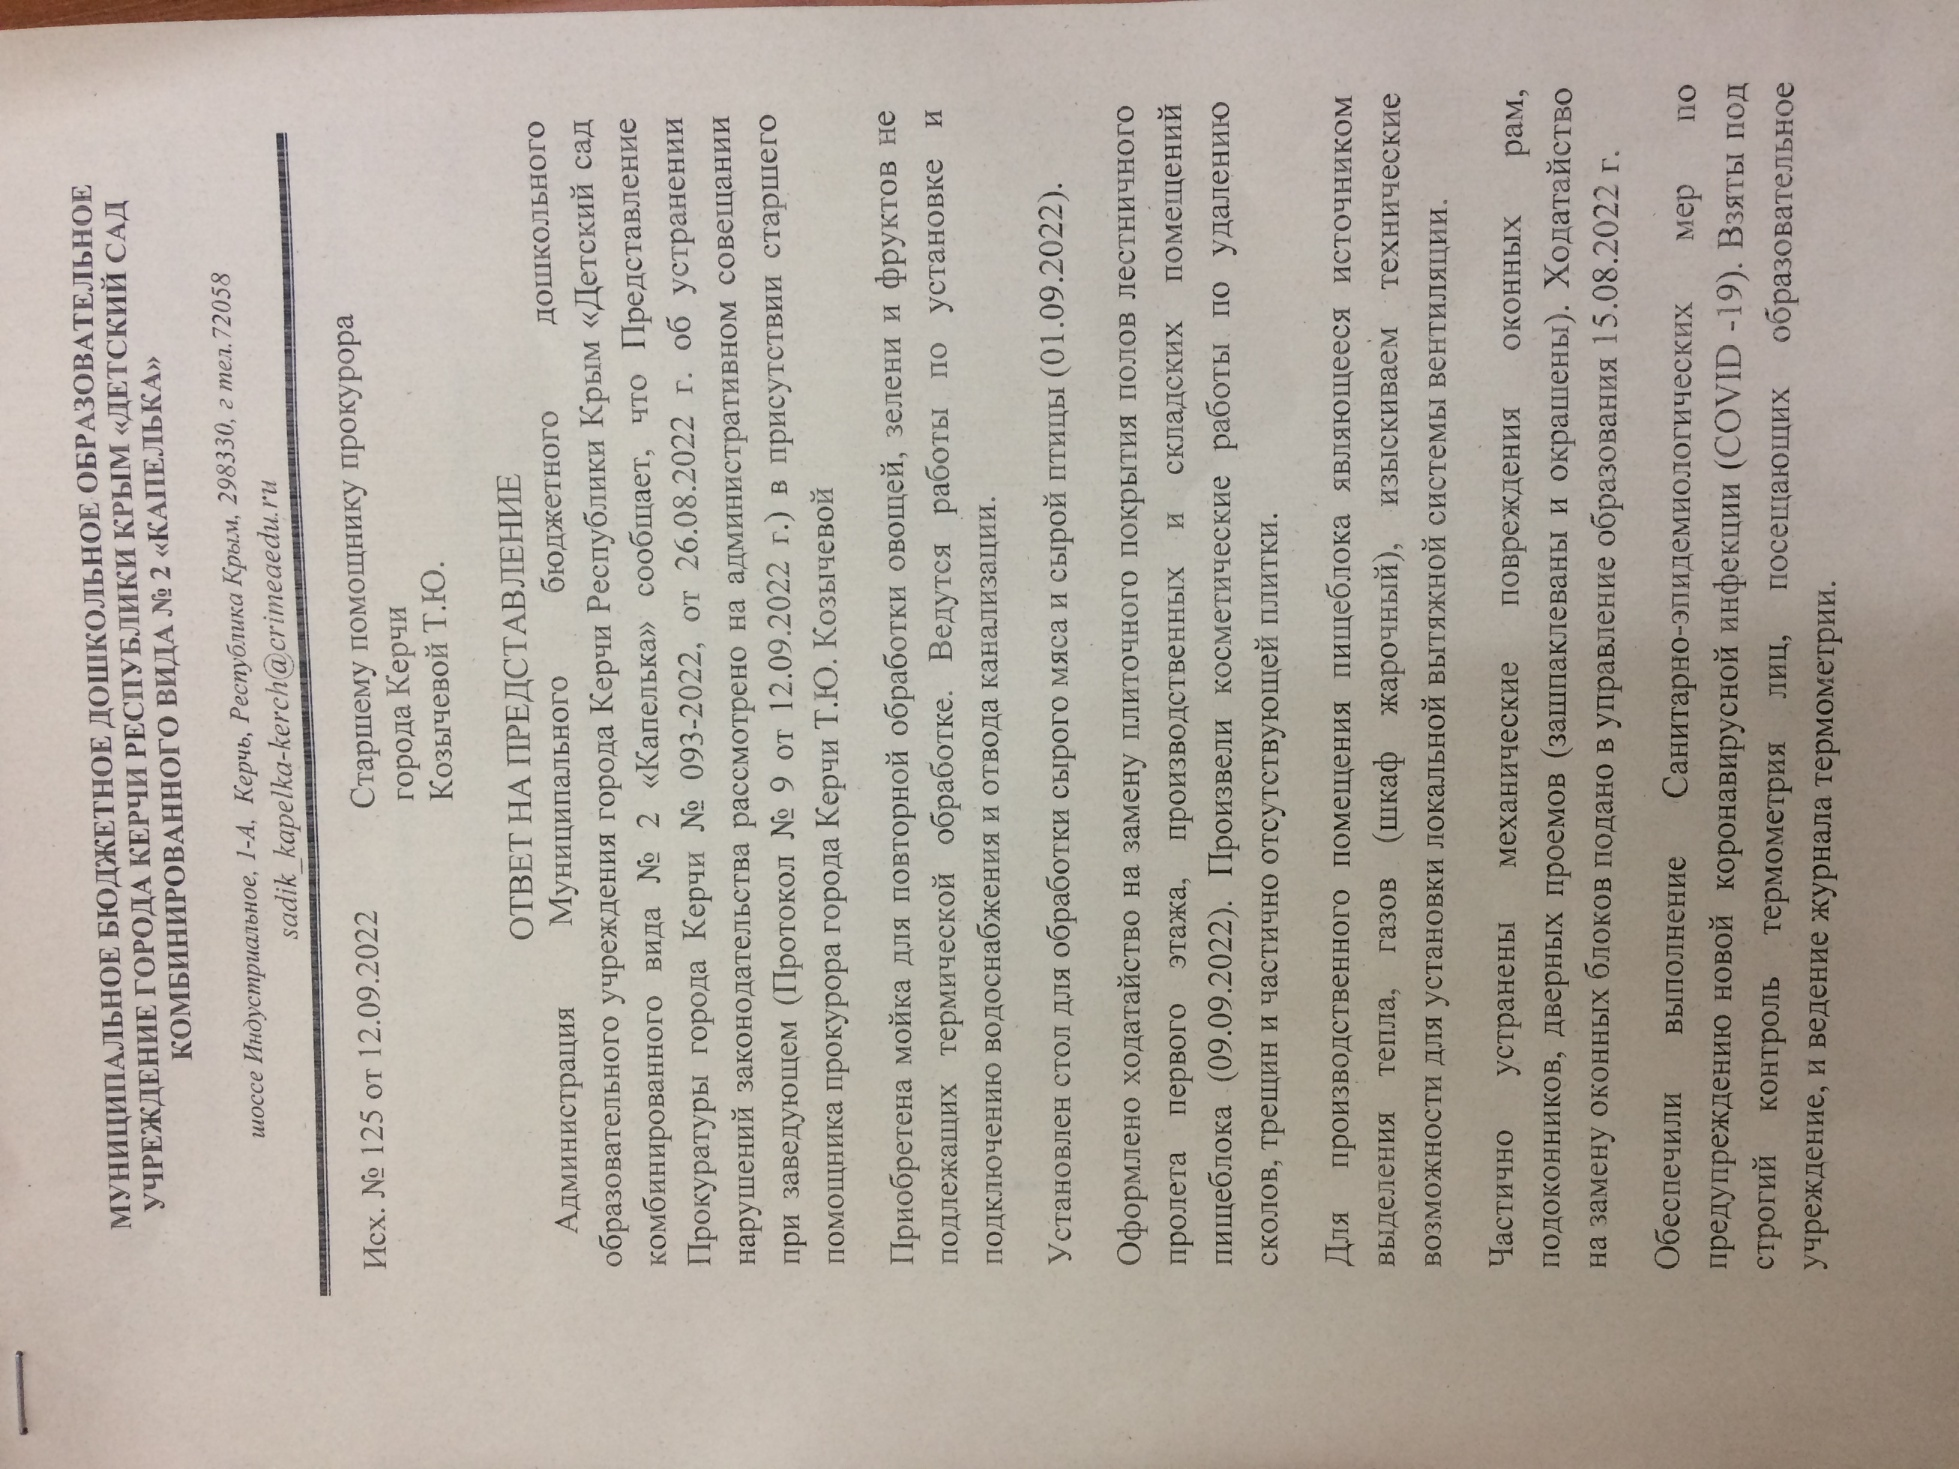 МУНИЦИПАЛЬНОЕ БЮДЖЕТНОЕ ДОШКОЛЬНОЕ ОБРАЗОВАТЕЛЬНОЕ
УЧРЕЖДЕНИЕ ГОРОДА КЕРЧИ РЕСПУБЛИКИ КРЫМ «ДЕТСКИЙ САД
КОМБИНИРОВАННОГО ВИДА № 2 «КАПЕЛЬКА»
шоссе Индустриальное, 1-А, Керчь, Республика Крым, 298330, г тел.72058
sadik_kapelka-kerch@crimeaedu.ru
Исх. № 125 от 12.09.2022 Старшему помощнику прокурора
города Керчи
Козычевой Т.Ю.
ОТВЕТ НА ПРЕДСТАВЛЕНИЕ
Администрация Муниципального бюджетного дошкольного
образовательного учреждения города Керчи Республики Крым «Детский сад
комбинированного вида № 2 «Капелька» сообщает, что Представление
Прокуратуры города Керчи № 093-2022, от 26.08.2022 г. об устранении
нарушений законодательства рассмотрено на административном совещании
при заведующем (Протокол № 9 от 12.09.2022 г.) в присутствии старшего
помощника прокурора города Керчи Т.Ю. Козычевой
Приобретена мойка для повторной обработки овощей, зелени и фруктов не
подлежащих термической обработке. Ведутся работы по установке и
подключению водоснабжения и отвода канализации.
Установлен стол для обработки сырого мяса и сырой птицы (01.09.2022).
Оформлено ходатайство на замену плиточного покрытия полов лестничного
пролета первого этажа, производственных и складских помещений
пищеблока (09.09.2022). Произвели косметические работы по удалению
сколов, трещин и частично отсутствующей плитки.
Для производственного помещения пищеблока являющееся источником
выделения тепла, газов (шкаф жарочный), изыскиваем технические
возможности для установки локальной вытяжной системы вентиляции.
Частично устранены механические повреждения оконных рам,
подоконников, дверных проемов (зашпаклеваны и окрашены). Ходатайство
на замену оконных блоков подано в управление образования 15.08.2022 г.
Обеспечили выполнение Санитарно-эпидемиологических мер по
предупреждению новой коронавирусной инфекции (COVID -19). Взяты под
строгий контроль термометрия лиц, посещающих образовательное
учреждение, и ведение журнала термометрии.